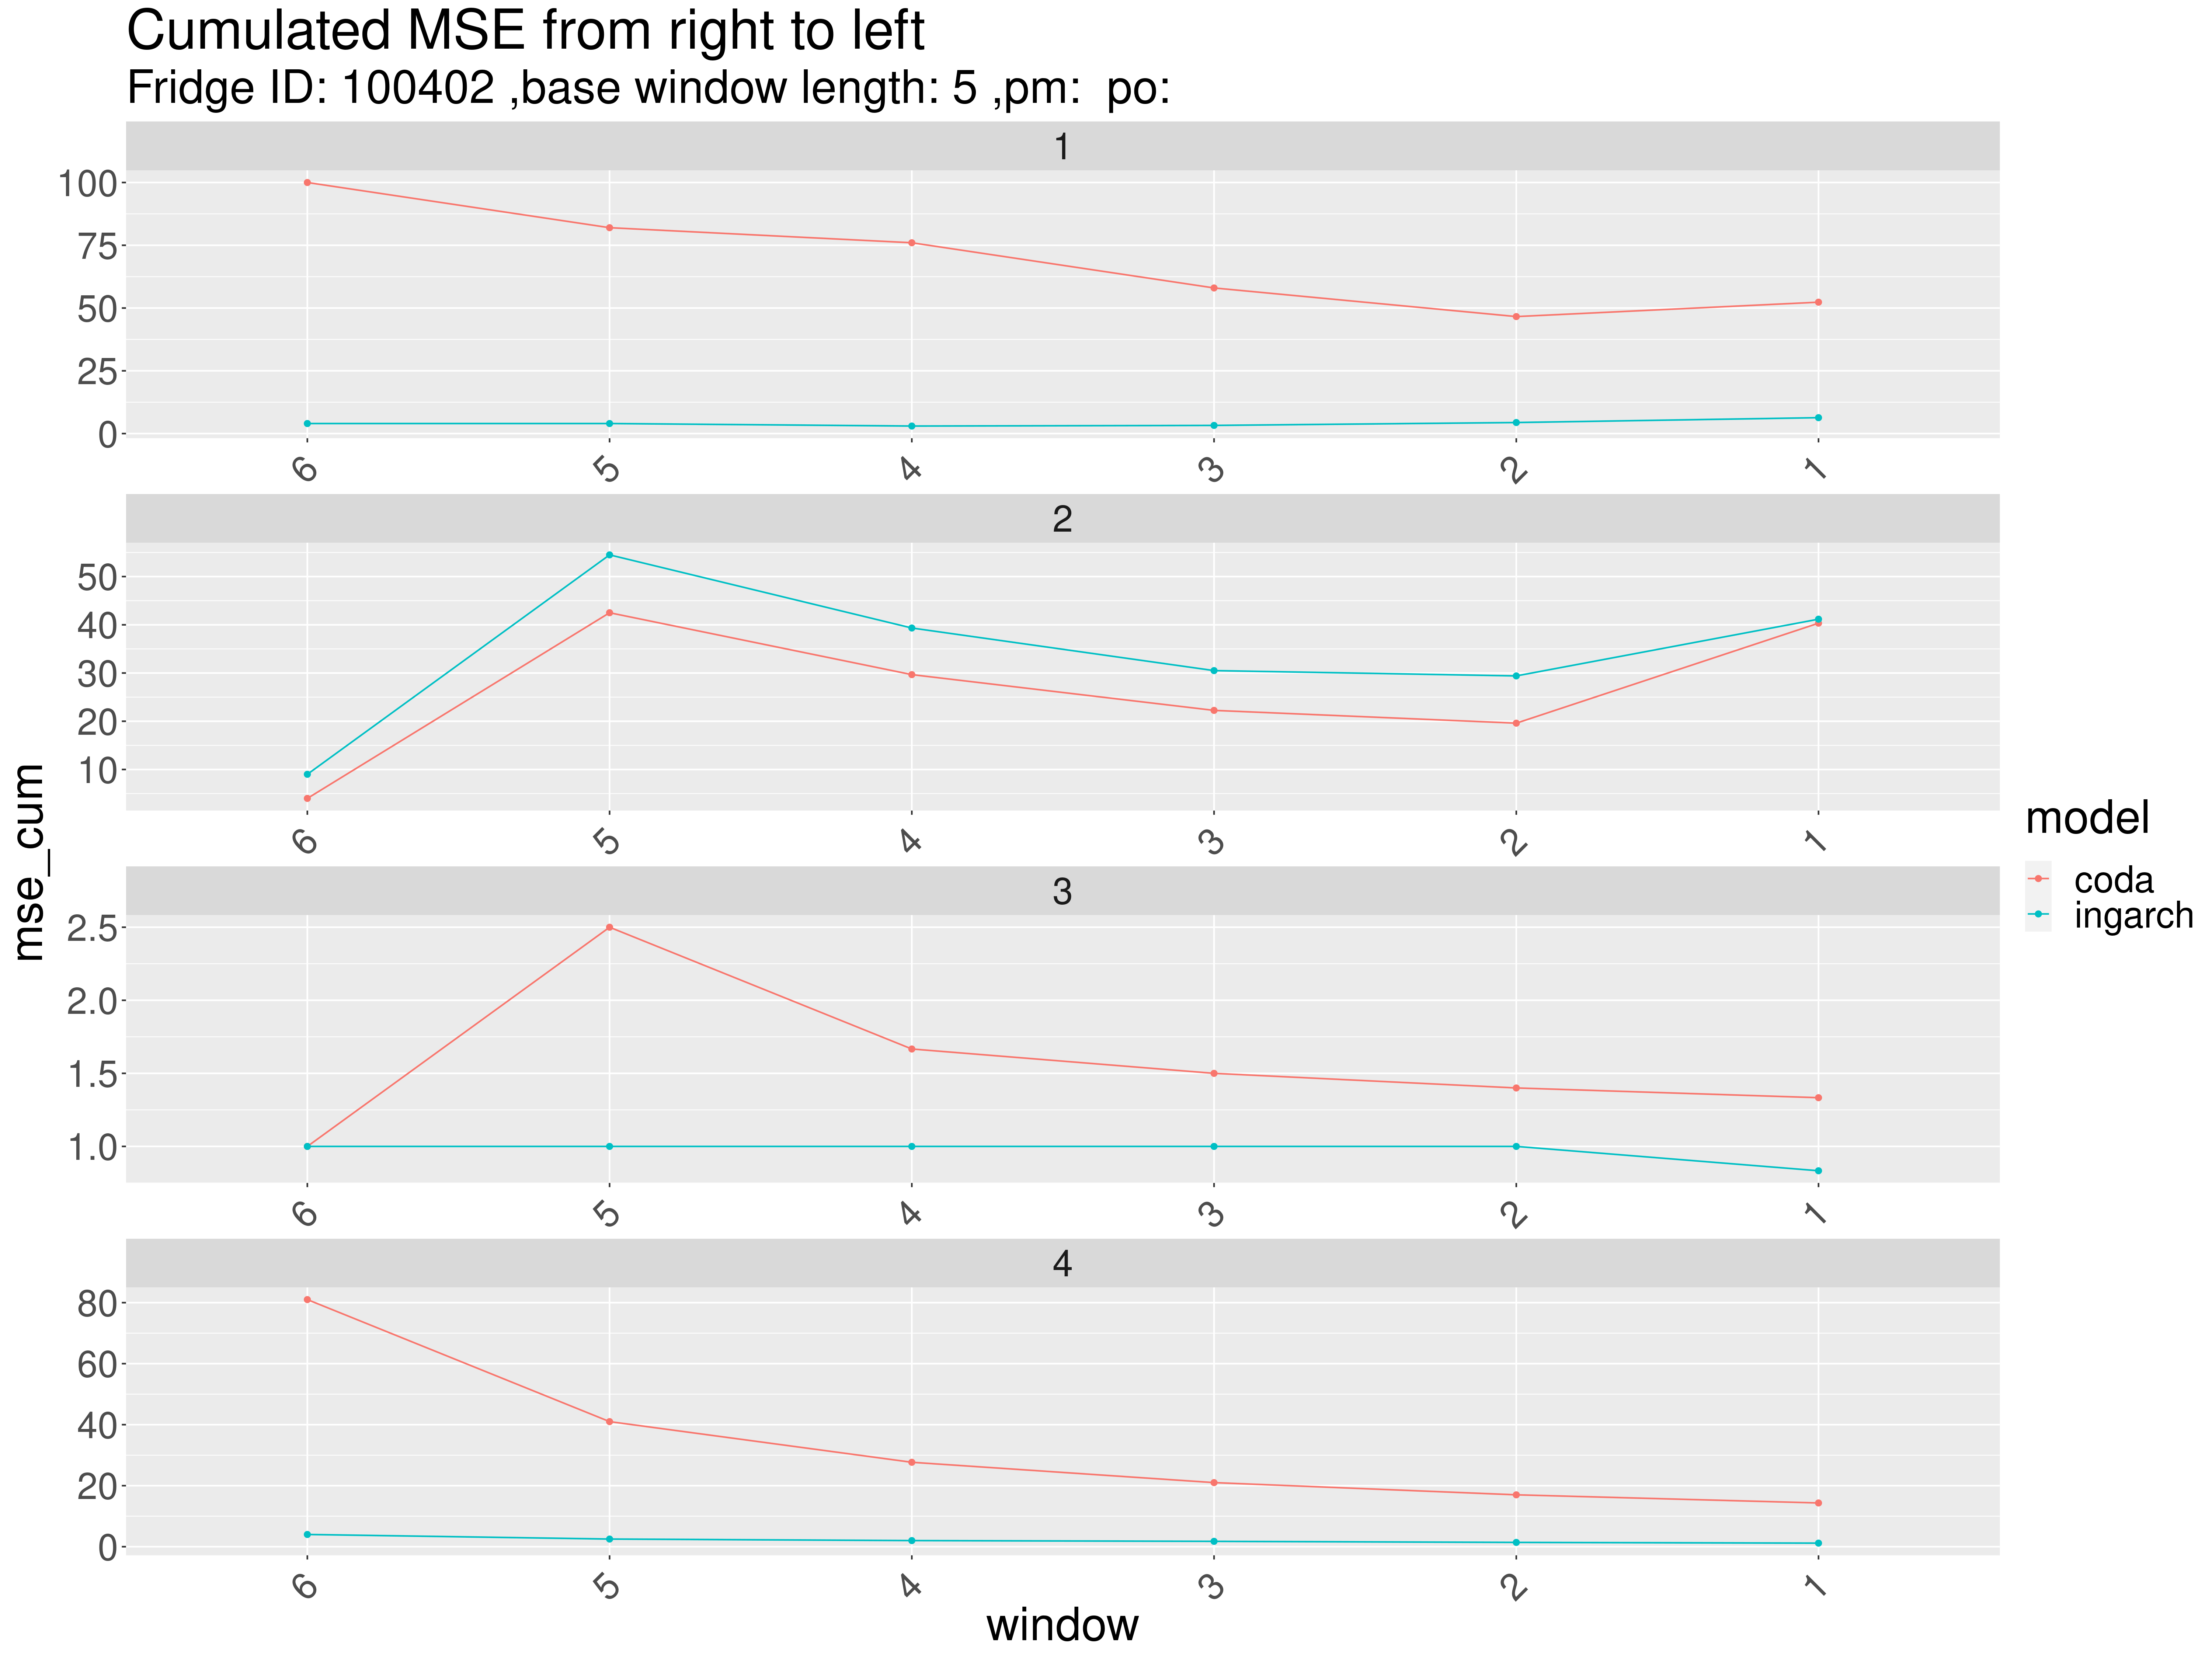 Cumulated MSE from right to left
Fridge ID: 100402 ,base window length: 5 ,pm:  po:
1
100
75
50
25
0
6 5 4 3 2 1
2
50
40
30
20
10
6 5 4 3 2 1
3
2.5
2.0
1.5
1.0
6 5 4 3 2 1
4
80
60
40
20
0
6 5 4 3 2 1
window
mse_cum
model
coda
ingarch